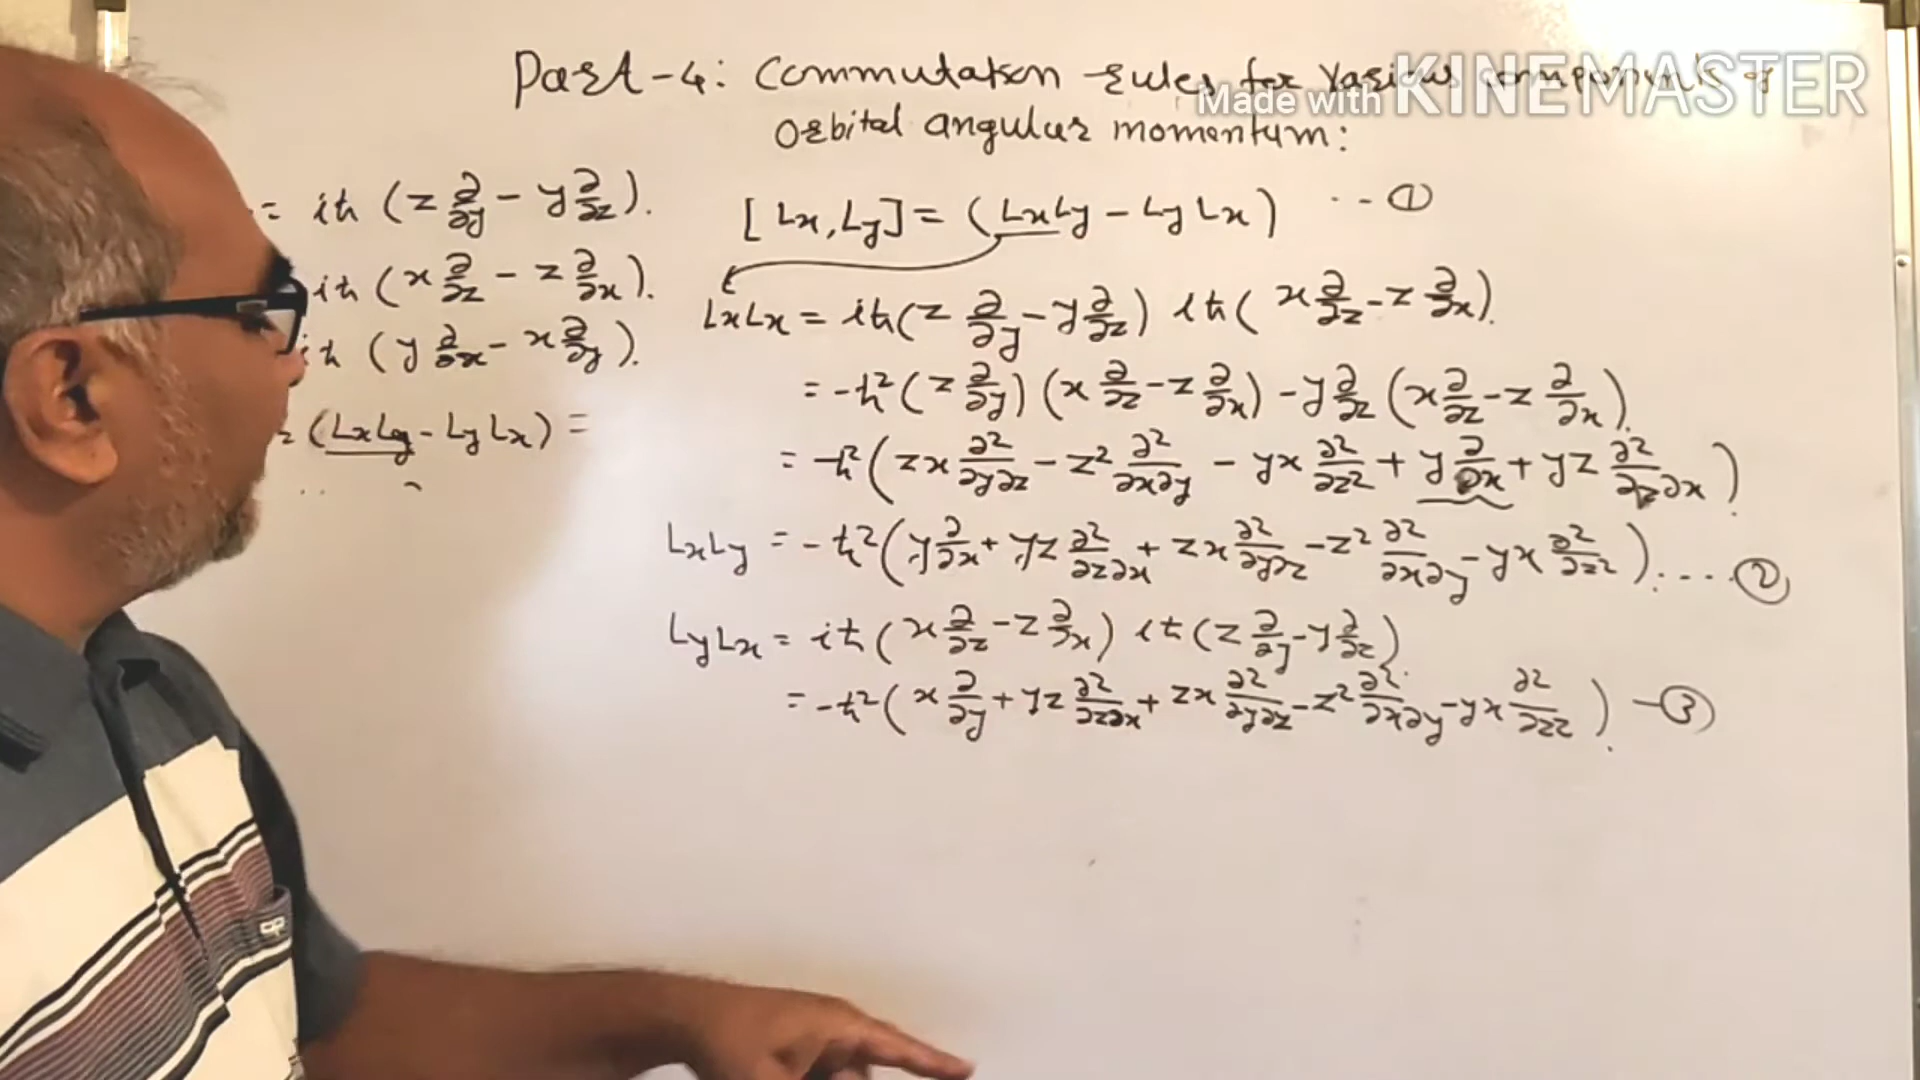 Part-4: Commutation rules for various components of
Made with KINEMASTER
Orbital angular momentum:
= iħ (z ∂/∂y - y ∂/∂z).
iħ (x ∂/∂z - z ∂/∂x).
iħ (y ∂/∂x - x ∂/∂y).
= (LxLy - LyLx) =
[Lx, Ly] = (LxLy - LyLx) ... ①
LxLx = iħ(z ∂/∂y - y ∂/∂z) iħ(x ∂/∂z - z ∂/∂x).
= -ħ²(z ∂/∂y)(x ∂/∂z - z ∂/∂x) - y ∂/∂z (x ∂/∂z - z ∂/∂x).
= -ħ²(zx ∂²/∂y∂z - z² ∂²/∂x∂y - yx ∂²/∂z² + y ∂/∂x + yz ∂²/∂z∂x).
LxLy = -ħ²(y ∂/∂x + yz ∂²/∂z∂x + zx ∂²/∂y∂z - z² ∂²/∂x∂y - yx ∂²/∂z²). ... ②
LyLx = iħ(x ∂/∂z - z ∂/∂x) iħ(z ∂/∂y - y ∂/∂z).
= -ħ²(x ∂/∂y + yz ∂²/∂z∂x + zx ∂²/∂y∂z - z² ∂²/∂x∂y - yx ∂²/∂z²). - ③